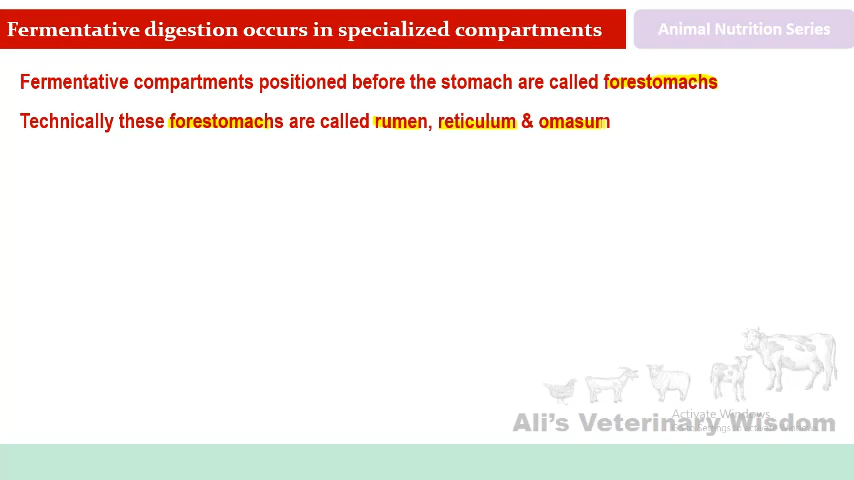 Fermentative digestion occurs in specialized compartments
Animal Nutrition Series
Fermentative compartments positioned before the stomach are called forestomachs
Technically these forestomachs are called rumen, reticulum & omasum
Activate Windows
Ali's Veterinary Wisdom